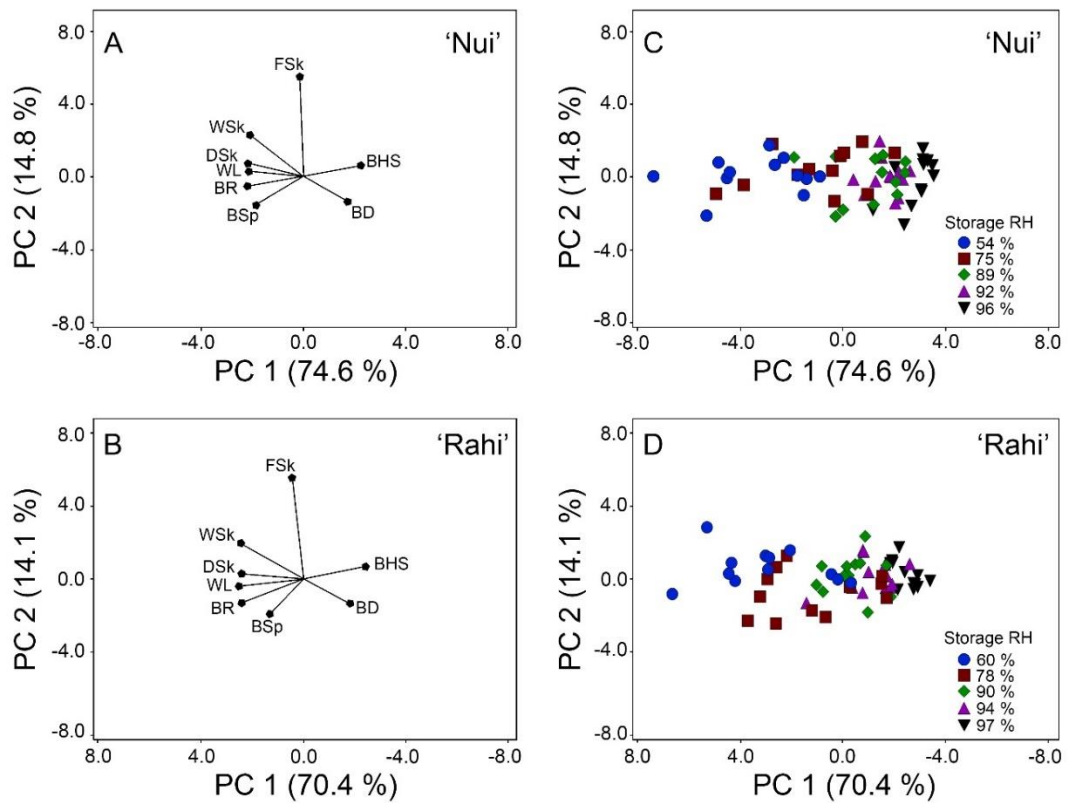 A 'Nui'
8.0
4.0
0.0
-4.0
-8.0
PC 2 (14.8 %)
FSk
WSk
DSk
WL
BR
BSp
BHS
BD
-8.0 -4.0 0.0 4.0 8.0
PC 1 (74.6 %)
C 'Nui'
8.0
4.0
0.0
-4.0
-8.0
PC 2 (14.8 %)
Storage RH
54 %
75 %
89 %
92 %
96 %
-8.0 -4.0 0.0 4.0 8.0
PC 1 (74.6 %)
B 'Rahi'
8.0
4.0
0.0
-4.0
-8.0
PC 2 (14.1 %)
FSk
WSk
DSk
WL
BR
BSp
BHS
BD
8.0 4.0 0.0 -4.0 -8.0
PC 1 (70.4 %)
D 'Rahi'
8.0
4.0
0.0
-4.0
-8.0
PC 2 (14.1 %)
Storage RH
60 %
78 %
90 %
94 %
97 %
8.0 4.0 0.0 -4.0 -8.0
PC 1 (70.4 %)